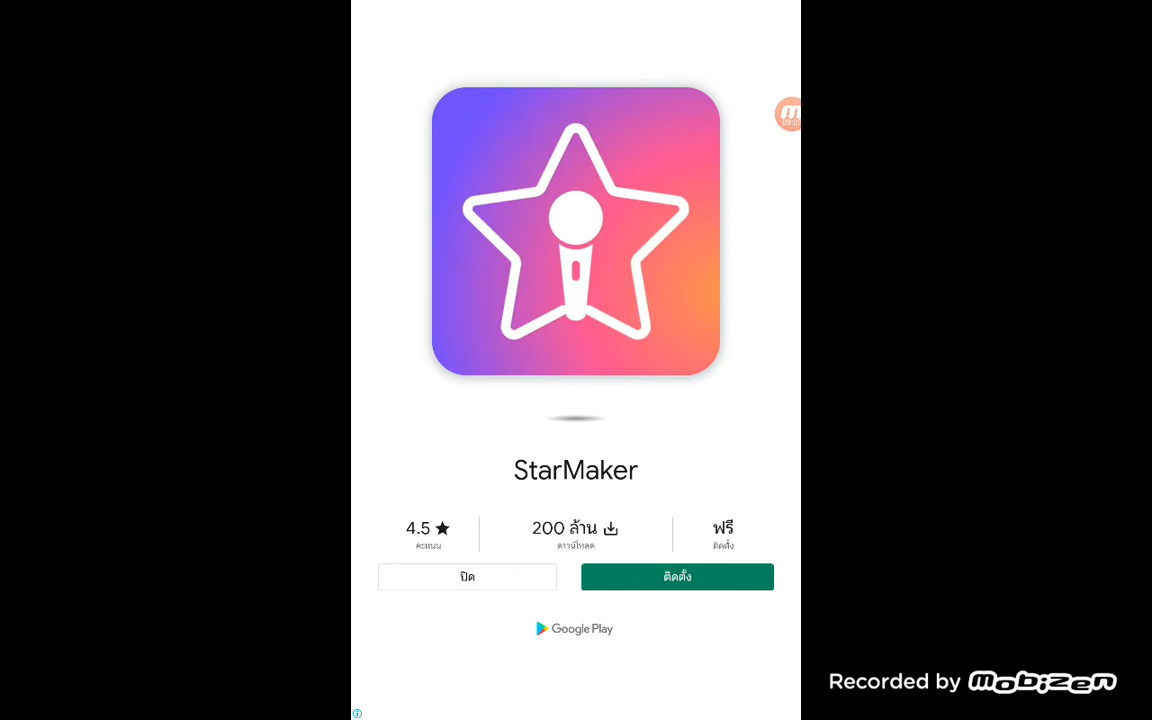 StarMaker
4.5 ★ 200 ล้าน ฟรี
คะแนน ดาวน์โหลด ติดตั้ง
ปิด ติดตั้ง
Google Play
Recorded by mobizen